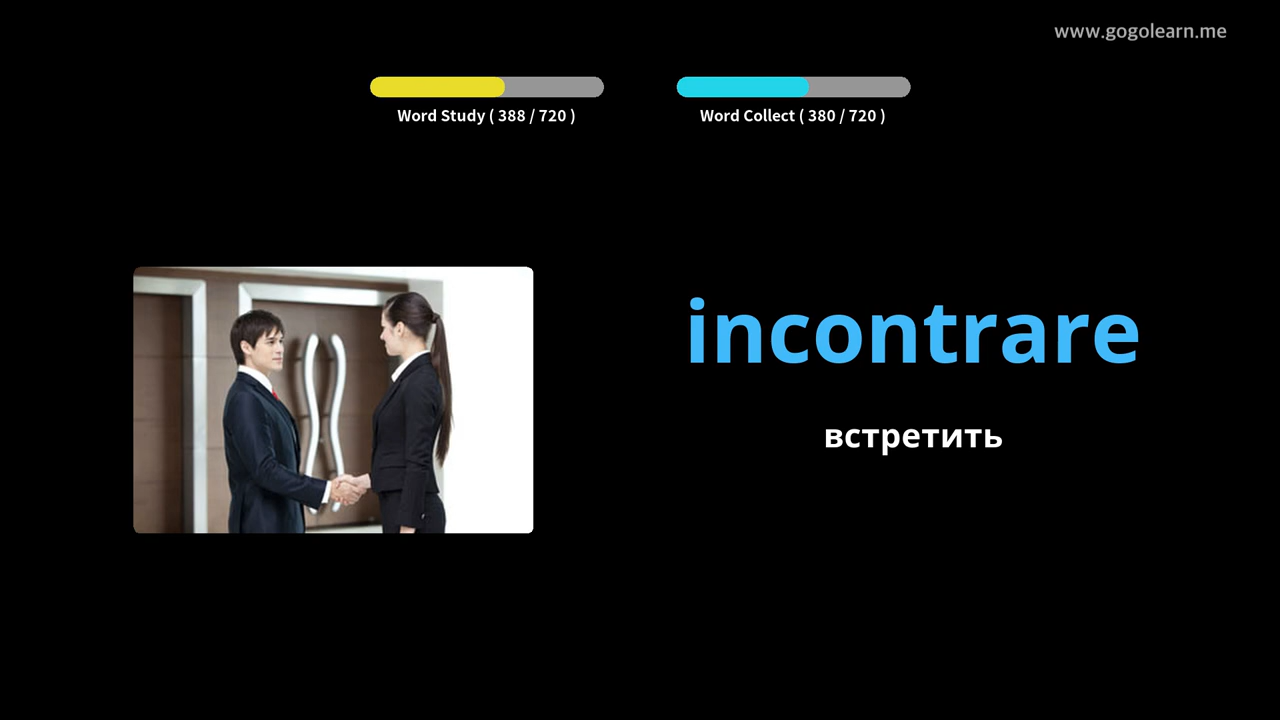 www.gogolearn.me
Word Study ( 388 / 720 )
Word Collect ( 380 / 720 )
incontrare
встретить